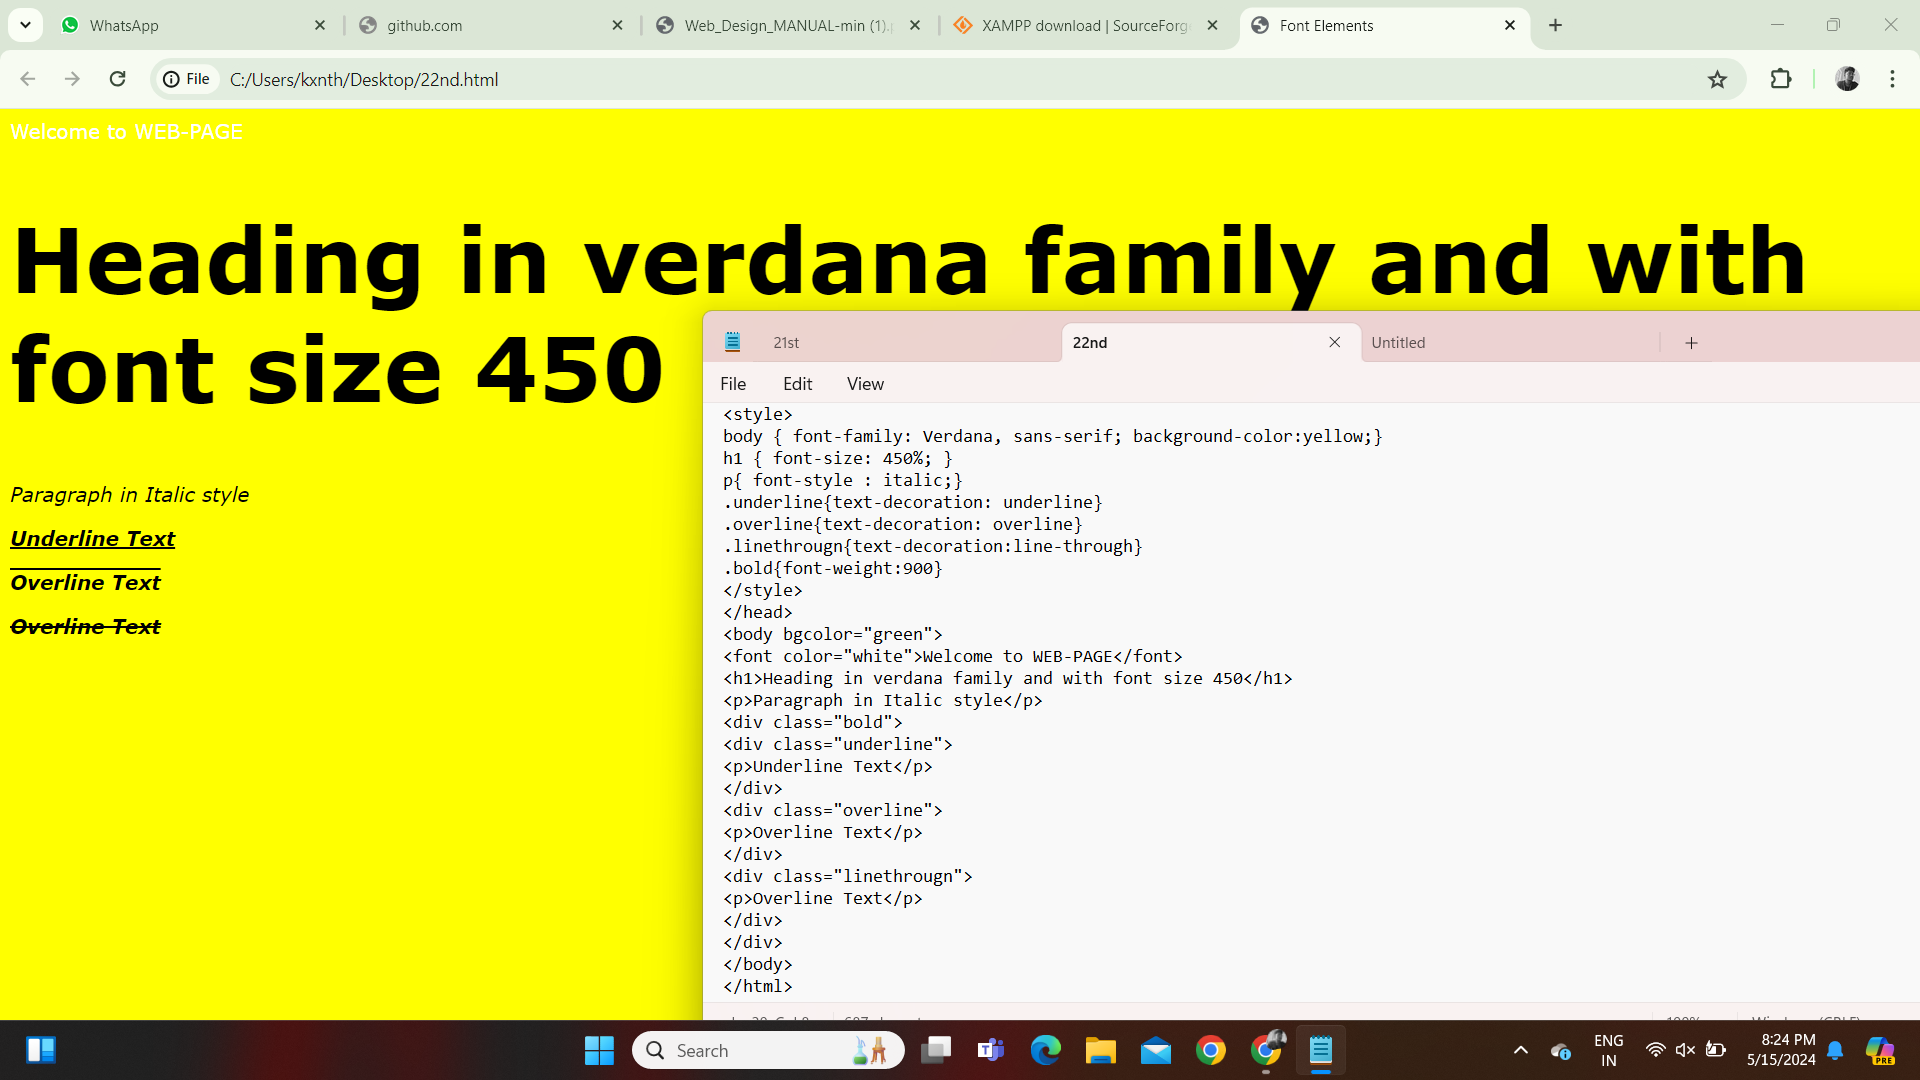 WhatsApp
github.com
Web_Design_MANUAL-min (1).
XAMPP download | SourceForg
Font Elements
File
C:/Users/kxnth/Desktop/22nd.html
Welcome to WEB-PAGE
Heading in verdana family and with
font size 450
Paragraph in Italic style
Underline Text
Overline Text
Overline Text
21st
22nd
Untitled
File Edit View
<style>
body { font-family: Verdana, sans-serif; background-color:yellow;}
h1 { font-size: 450%; }
p{ font-style : italic;}
.underline{text-decoration: underline}
.overline{text-decoration: overline}
.linethrougn{text-decoration:line-through}
.bold{font-weight:900}
</style>
</head>
<body bgcolor="green">
<font color="white">Welcome to WEB-PAGE</font>
<h1>Heading in verdana family and with font size 450</h1>
<p>Paragraph in Italic style</p>
<div class="bold">
<div class="underline">
<p>Underline Text</p>
</div>
<div class="overline">
<p>Overline Text</p>
</div>
<div class="linethrougn">
<p>Overline Text</p>
</div>
</div>
</body>
</html>
Search
ENG
IN
8:24 PM
5/15/2024
PRE